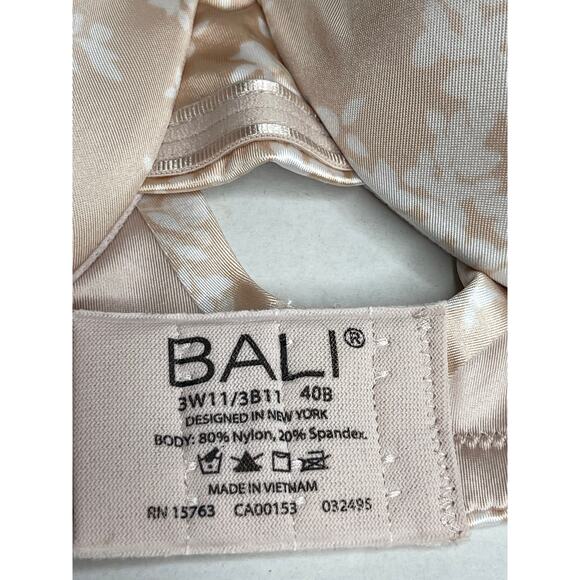 BALI®
3W11/3B11 40B
DESIGNED IN NEW YORK
BODY: 80% Nylon, 20% Spandex.
MADE IN VIETNAM
RN 15763 CA00153 032495